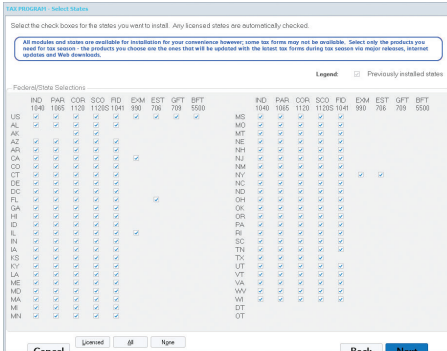 TAX PROGRAM - Select States
Select the check boxes for the states you want to install. Any licensed states are automatically checked.
All modules and states are available for installation for your convenience however; some tax forms may not be available. Select only the products you
need for tax season - the products you choose are the ones that will be updated with the latest tax forms during tax season via major releases, internet
updates and Web downloads.
Legend: Previously installed states
Federal/State Selections
IND PAR COR SCO FID EXM EST GFT BFT IND PAR COR SCO FID EXM EST GFT BFT
1040 1065 1120 1120S 1041 990 706 709 5500 1040 1065 1120 1120S 1041 990 706 709 5500
US MS
AL MO
AK MT
AZ NE
AR NH
CA NJ
CO NM
CT NY
DE NC
DC ND
FL OH
GA OK
HI OR
ID PA
IL RI
IN SC
IA TN
KS TX
KY UT
LA VT
ME VA
MD WV
MA WI
MI DT
MN OT
Cancel Licensed All None Back Next